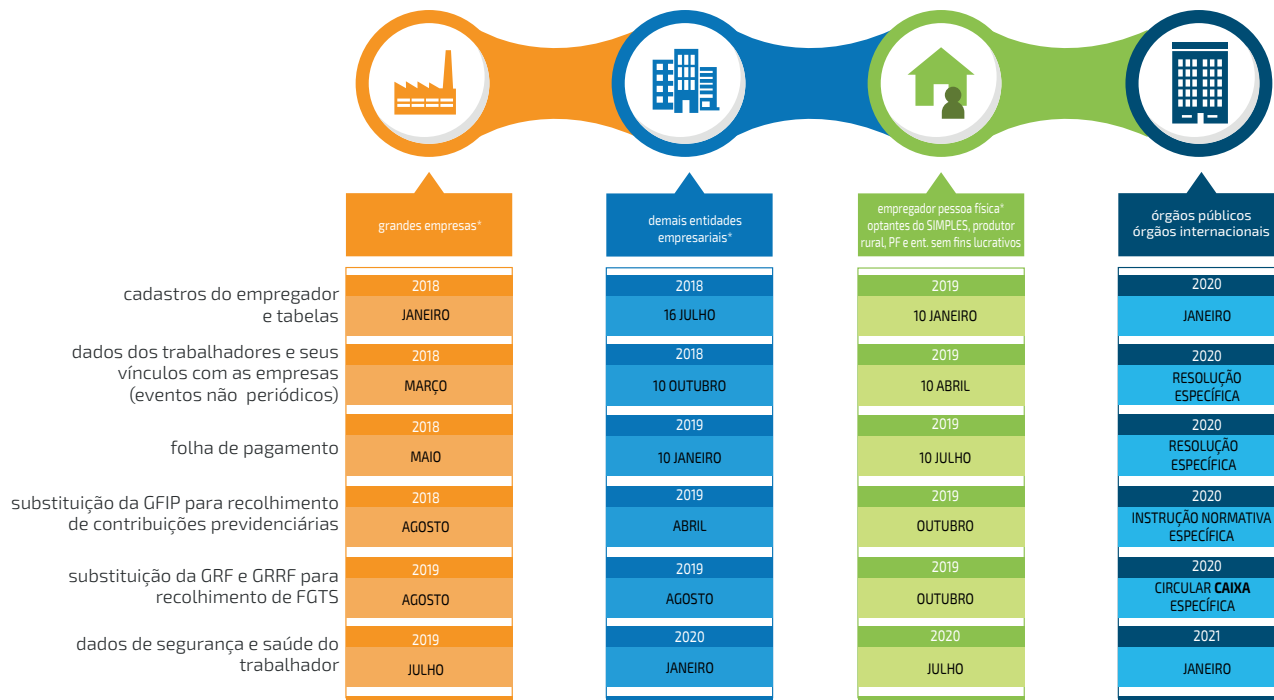 grandes empresas*
demais entidades
empresariais*
empregador pessoa física*
optantes do SIMPLES, produtor
rural, PF e ent. sem fins lucrativos
órgãos públicos
órgãos internacionais
cadastros do empregador
e tabelas
2018
JANEIRO
2018
16 JULHO
2019
10 JANEIRO
2020
JANEIRO
dados dos trabalhadores e seus
vínculos com as empresas
(eventos não periódicos)
2018
MARÇO
2018
10 OUTUBRO
2019
10 ABRIL
2020
RESOLUÇÃO
ESPECÍFICA
folha de pagamento
2018
MAIO
2019
10 JANEIRO
2019
10 JULHO
2020
RESOLUÇÃO
ESPECÍFICA
substituição da GFIP para recolhimento
de contribuições previdenciárias
2018
AGOSTO
2019
ABRIL
2019
OUTUBRO
2020
INSTRUÇÃO NORMATIVA
ESPECÍFICA
substituição da GRF e GRRF para
recolhimento de FGTS
2019
AGOSTO
2019
AGOSTO
2019
OUTUBRO
2020
CIRCULAR CAIXA
ESPECÍFICA
dados de segurança e saúde do
trabalhador
2019
JULHO
2020
JANEIRO
2020
JULHO
2021
JANEIRO